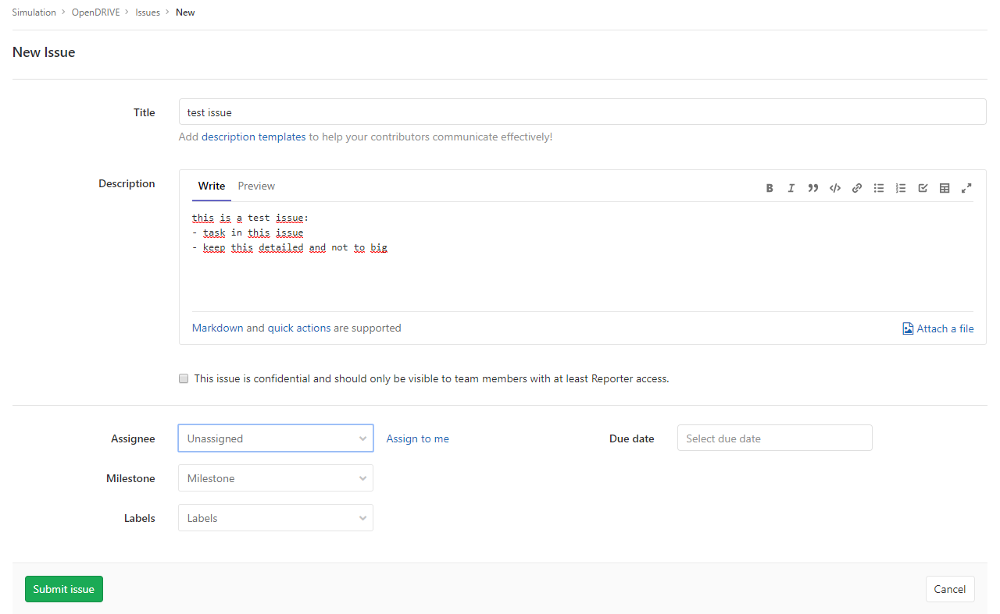 Simulation > OpenDRIVE > Issues > New
New Issue
Title
test issue
Add description templates to help your contributors communicate effectively!
Description
Write Preview
this is a test issue:
- task in this issue
- keep this detailed and not to big
Markdown and quick actions are supported
Attach a file
This issue is confidential and should only be visible to team members with at least Reporter access.
Assignee
Unassigned
Assign to me
Due date
Select due date
Milestone
Milestone
Labels
Labels
Submit issue
Cancel